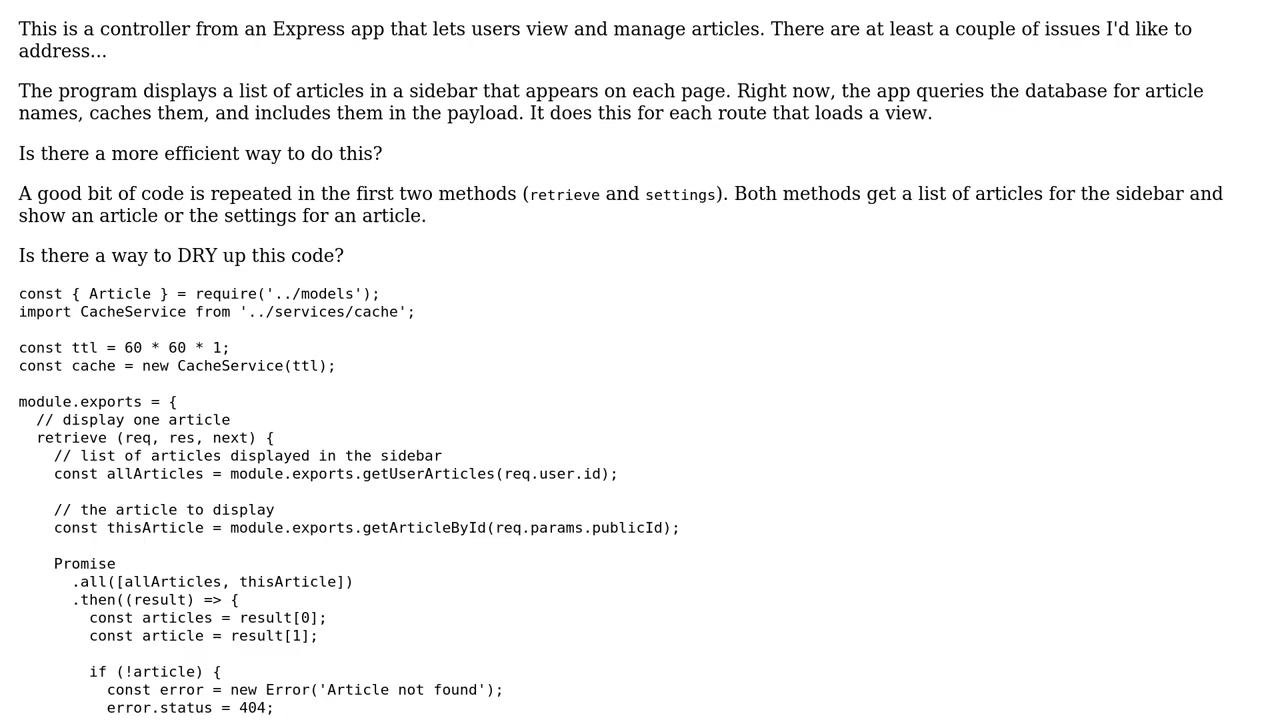 This is a controller from an Express app that lets users view and manage articles. There are at least a couple of issues I'd like to
address...
The program displays a list of articles in a sidebar that appears on each page. Right now, the app queries the database for article
names, caches them, and includes them in the payload. It does this for each route that loads a view.
Is there a more efficient way to do this?
A good bit of code is repeated in the first two methods (retrieve and settings). Both methods get a list of articles for the sidebar and
show an article or the settings for an article.
Is there a way to DRY up this code?
const { Article } = require('../models');
import CacheService from '../services/cache';
const ttl = 60 * 60 * 1;
const cache = new CacheService(ttl);
module.exports = {
  // display one article
  retrieve (req, res, next) {
    // list of articles displayed in the sidebar
    const allArticles = module.exports.getUserArticles(req.user.id);
    // the article to display
    const thisArticle = module.exports.getArticleById(req.params.publicId);
    Promise
      .all([allArticles, thisArticle])
      .then((result) => {
        const articles = result[0];
        const article = result[1];
        if (!article) {
          const error = new Error('Article not found');
          error.status = 404;